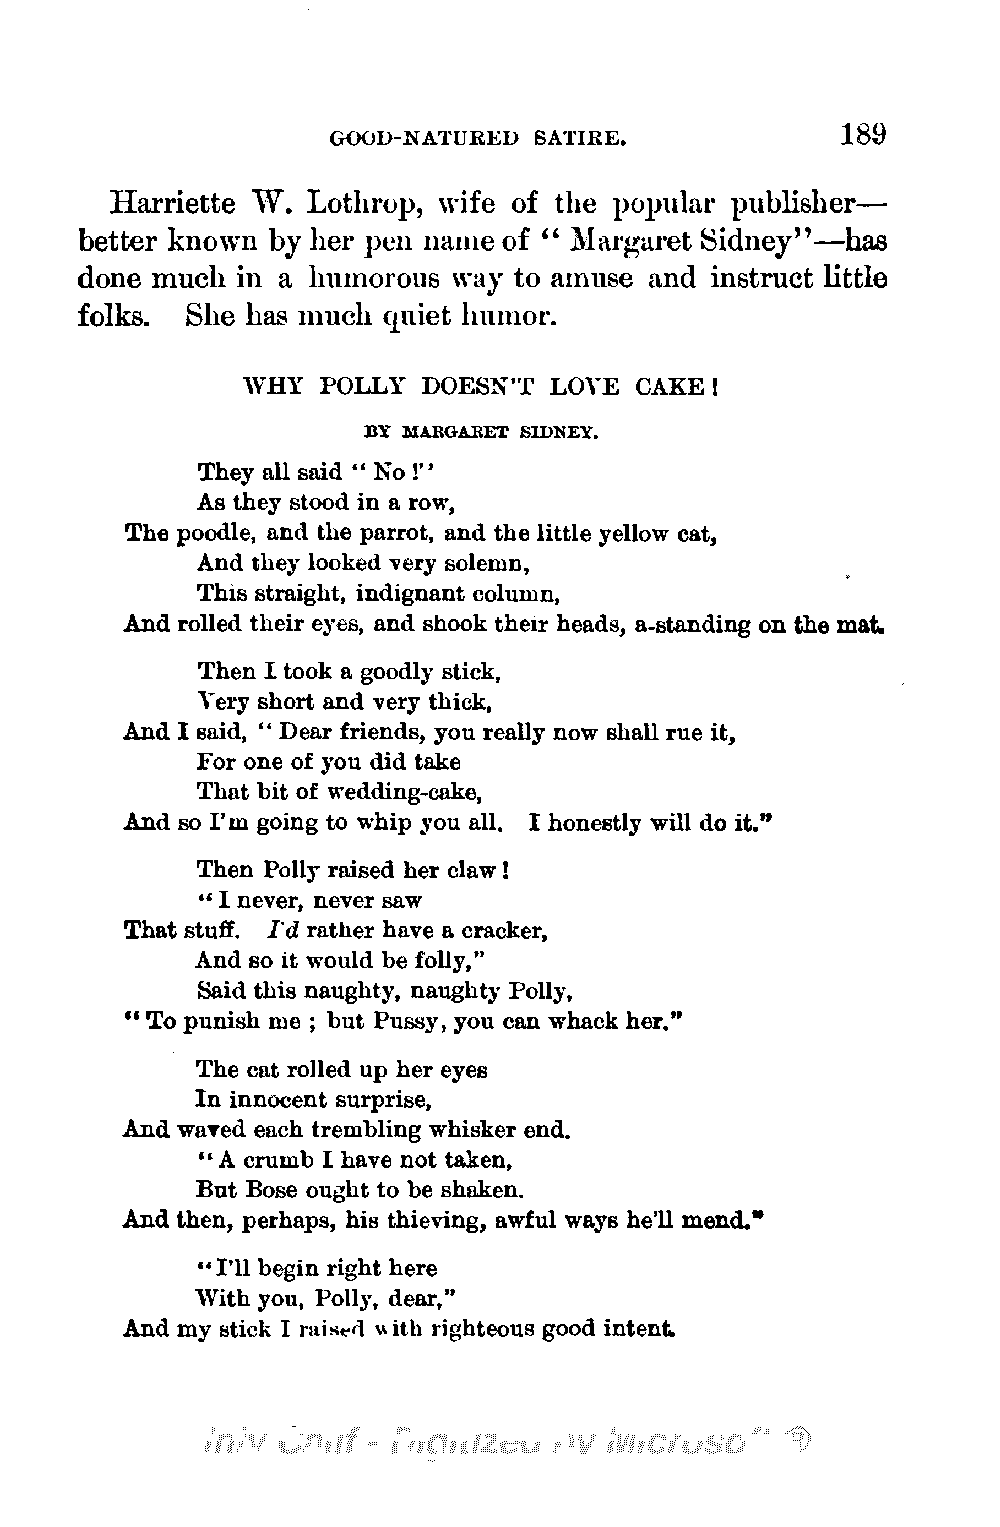 GOOD-NATURED SATIRE. 189
Harriette W. Lothrop, wife of the popular publisher—
better known by her pen name of “ Margaret Sidney”—has
done much in a humorous way to amuse and instruct little
folks. She has much quiet humor.
WHY POLLY DOESN'T LOVE CAKE !
BY MARGARET SIDNEY.
They all said “ No !”
As they stood in a row,
The poodle, and the parrot, and the little yellow cat,
And they looked very solemn,
This straight, indignant column,
And rolled their eyes, and shook their heads, a-standing on the mat.
Then I took a goodly stick,
Very short and very thick,
And I said, “ Dear friends, you really now shall rue it,
For one of you did take
That bit of wedding-cake,
And so I'm going to whip you all. I honestly will do it.”
Then Polly raised her claw !
“ I never, never saw
That stuff. I'd rather have a cracker,
And so it would be folly,”
Said this naughty, naughty Polly,
“ To punish me ; but Pussy, you can whack her.”
The cat rolled up her eyes
In innocent surprise,
And waved each trembling whisker end.
“ A crumb I have not taken,
But Bose ought to be shaken.
And then, perhaps, his thieving, awful ways he'll mend.”
“I'll begin right here
With you, Polly, dear,”
And my stick I raised with righteous good intent.
Univ Calif - Digitized by Microsoft ®